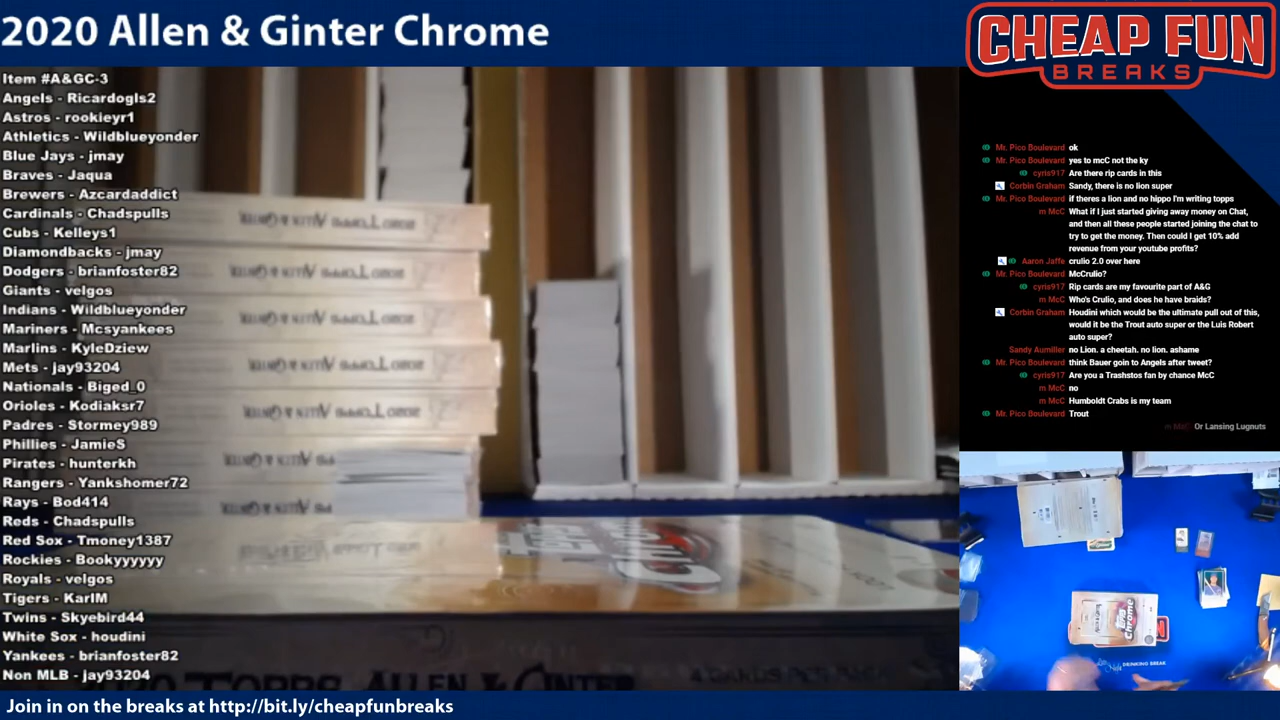 2020 Allen & Ginter Chrome
CHEAP FUN
BREAKS
Item #A&GC-3
Angels - Ricardogls2
Astros - rookieyr1
Athletics - Wildblueyonder
Blue Jays - jmay
Braves - Jaqua
Brewers - Azcardaddict
Cardinals - Chadspulls
Cubs - Kelleys1
Diamondbacks - jmay
Dodgers - brianfoster82
Giants - velgos
Indians - Wildblueyonder
Mariners - Mcsyankees
Marlins - KyleDziew
Mets - jay93204
Nationals - Biged_0
Orioles - Kodiaksr7
Padres - Stormey989
Phillies - JamieS
Pirates - hunterkh
Rangers - Yankshomer72
Rays - Bod414
Reds - Chadspulls
Red Sox - Tmoney1387
Rockies - Bookyyyyyy
Royals - velgos
Tigers - KarlM
Twins - Skyebird44
White Sox - houdini
Yankees - brianfoster82
Non MLB - jay93204
Mr. Pico Boulevard ok
Mr. Pico Boulevard yes to mcC not the ky
cyris917 Are there rip cards in this
Corbin Graham Sandy, there is no lion super
Mr. Pico Boulevard if theres a lion and no hippo I'm writing topps
m McC What if I just started giving away money on Chat,
and then all these people started joining the chat to
try to get the money. Then could I get 10% add
revenue from your youtube profits?
Aaron Jaffe crulio 2.0 over here
Mr. Pico Boulevard McCrulio?
cyris917 Rip cards are my favourite part of A&G
m McC Who's Crulio, and does he have braids?
Corbin Graham Houdini which would be the ultimate pull out of this,
would it be the Trout auto super or the Luis Robert
auto super?
Sandy Aumiller no Lion. a cheetah. no lion. ashame
Mr. Pico Boulevard think Bauer goin to Angels after tweet?
cyris917 Are you a Trashstos fan by chance McC
m McC no
m McC Humboldt Crabs is my team
Mr. Pico Boulevard Trout
m McC Or Lansing Lugnuts
2020 TOPPS ALLEN & GINTER
Chrome
DRINKING BREAK
Join in on the breaks at http://bit.ly/cheapfunbreaks